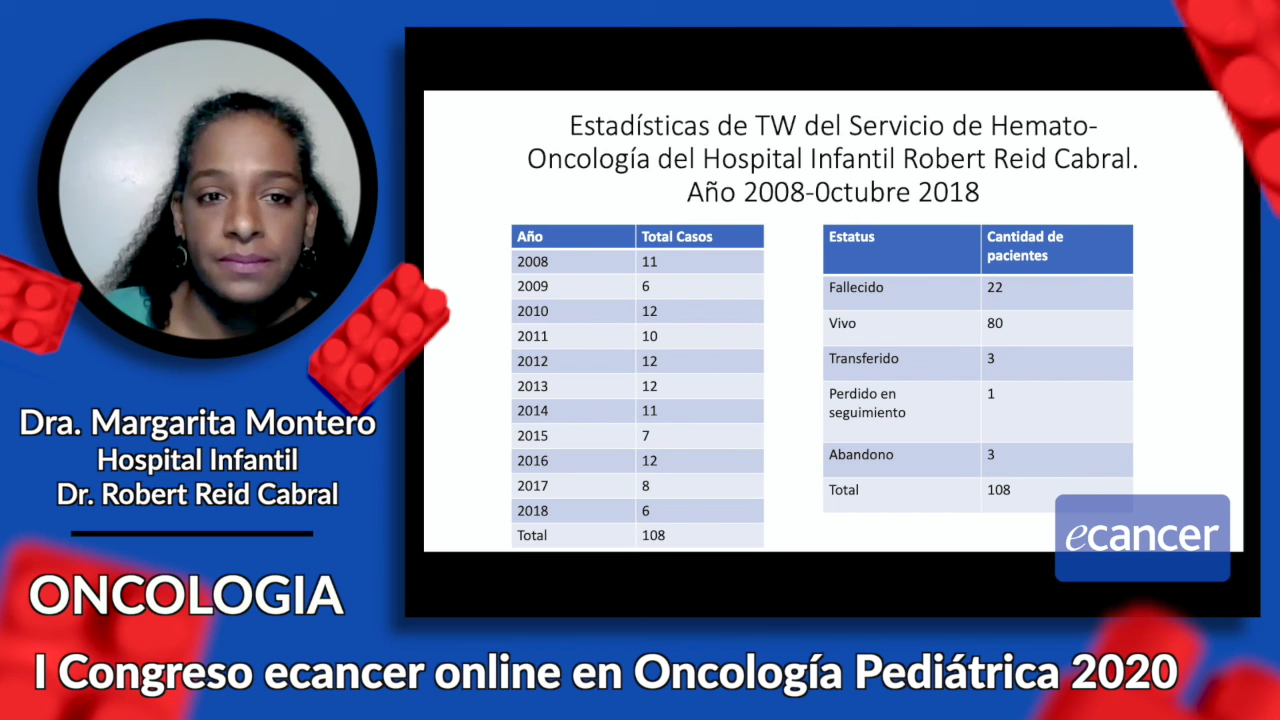 Dra. Margarita Montero
Hospital Infantil
Dr. Robert Reid Cabral
ONCOLOGIA
I Congreso ecancer online en Oncología Pediátrica 2020
Estadísticas de TW del Servicio de Hemato-
Oncología del Hospital Infantil Robert Reid Cabral.
Año 2008-0ctubre 2018
Año Total Casos
2008 11
2009 6
2010 12
2011 10
2012 12
2013 12
2014 11
2015 7
2016 12
2017 8
2018 6
Total 108
Estatus Cantidad de
pacientes
Fallecido 22
Vivo 80
Transferido 3
Perdido en 1
seguimiento
Abandono 3
Total 108
ecancer